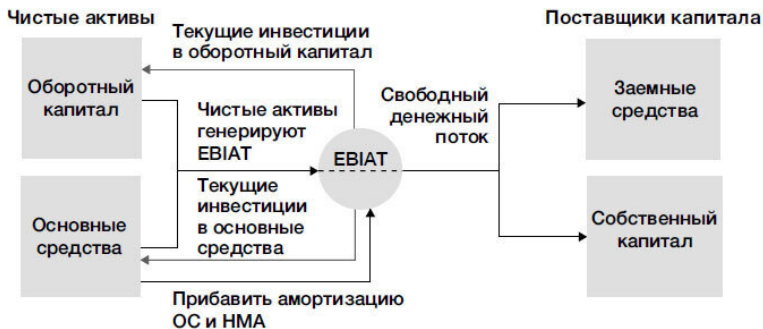 Чистые активы
Поставщики капитала
Текущие инвестиции
в оборотный капитал
Оборотный
капитал
Заемные
средства
Свободный
денежный
поток
Чистые активы
генерируют
EBIAT
EBIAT
Текущие
инвестиции
в основные
средства
Основные
средства
Собственный
капитал
Прибавить амортизацию
ОС и НМА